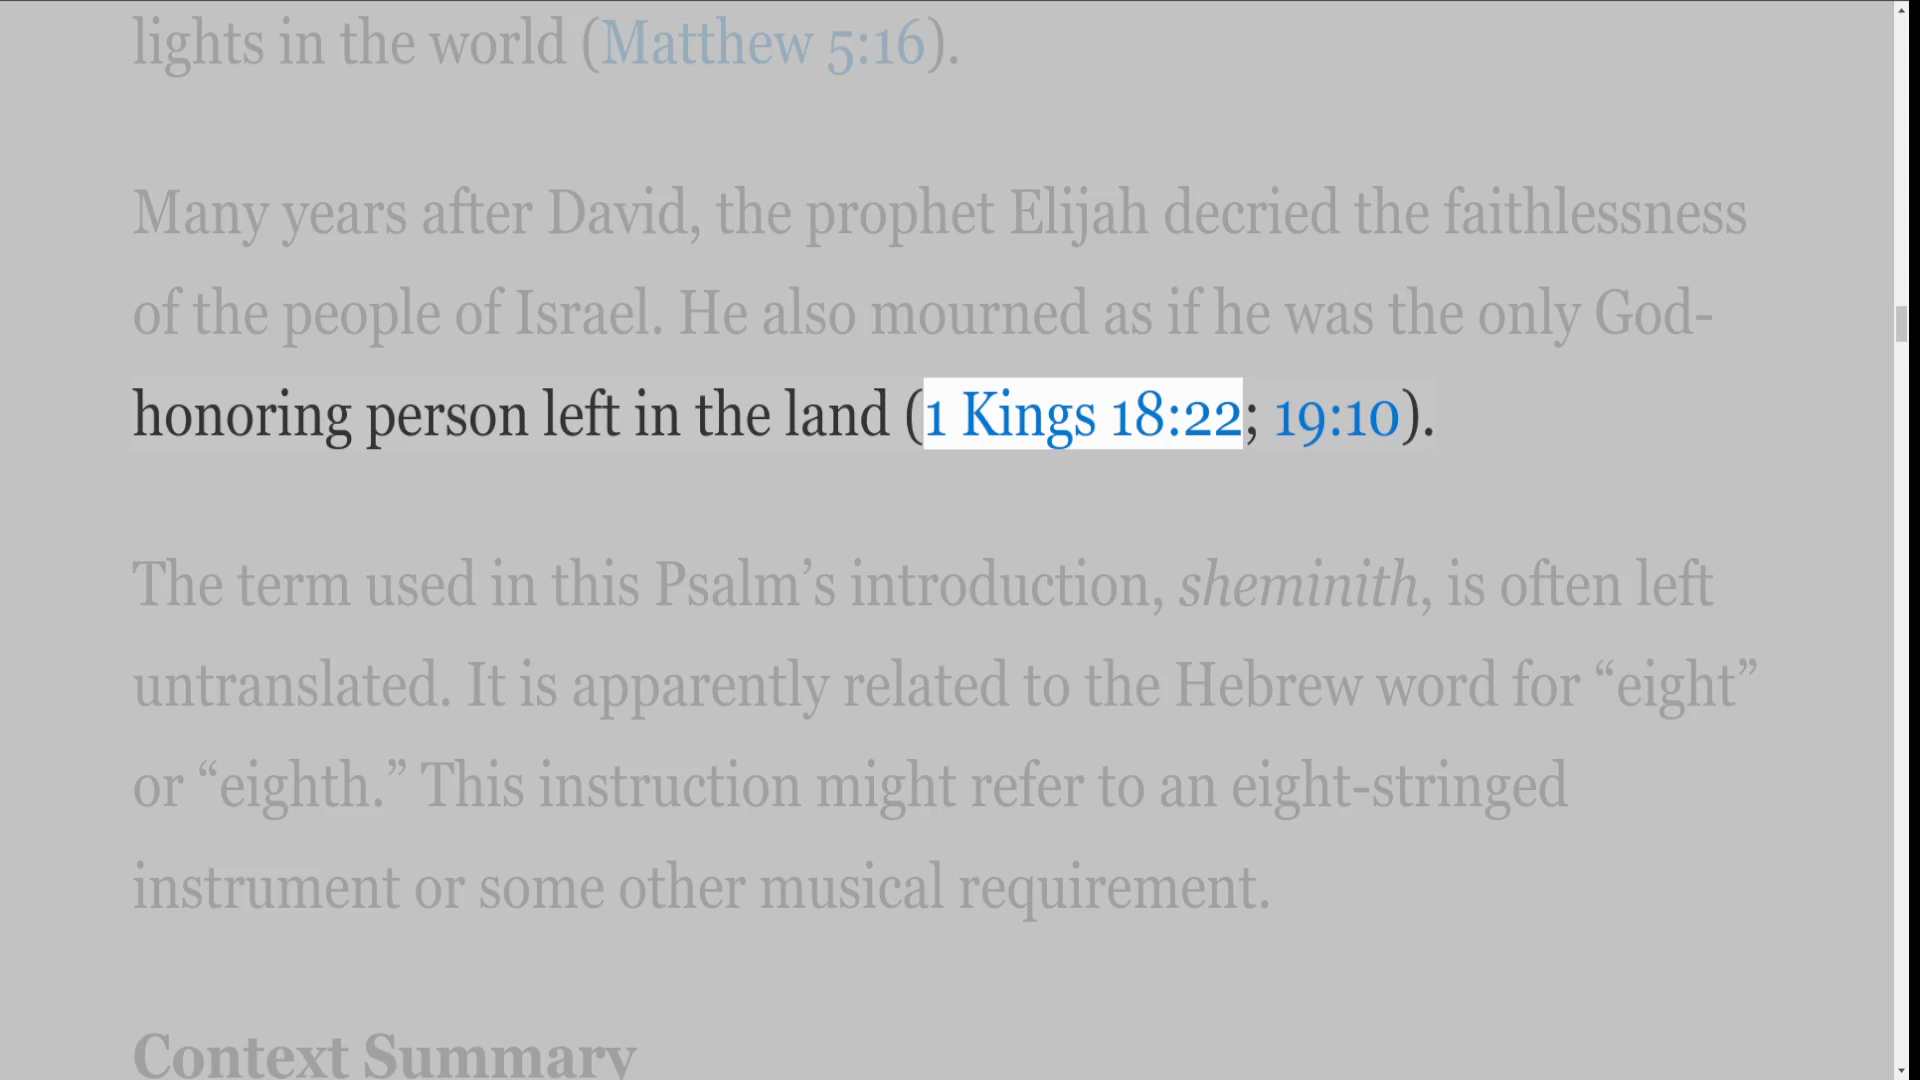 lights in the world (Matthew 5:16).
Many years after David, the prophet Elijah decried the faithlessness
of the people of Israel. He also mourned as if he was the only God-
honoring person left in the land (1 Kings 18:22; 19:10).
The term used in this Psalm’s introduction, sheminith, is often left
untranslated. It is apparently related to the Hebrew word for “eight”
or “eighth.” This instruction might refer to an eight-stringed
instrument or some other musical requirement.
Context Summary